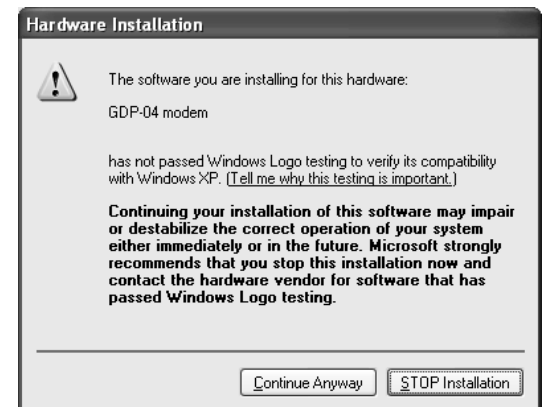 Hardware Installation
The software you are installing for this hardware:
GDP-04 modem
has not passed Windows Logo testing to verify its compatibility
with Windows XP. (Tell me why this testing is important.)
Continuing your installation of this software may impair
or destabilize the correct operation of your system
either immediately or in the future. Microsoft strongly
recommends that you stop this installation now and
contact the hardware vendor for software that has
passed Windows Logo testing.
Continue Anyway STOP Installation